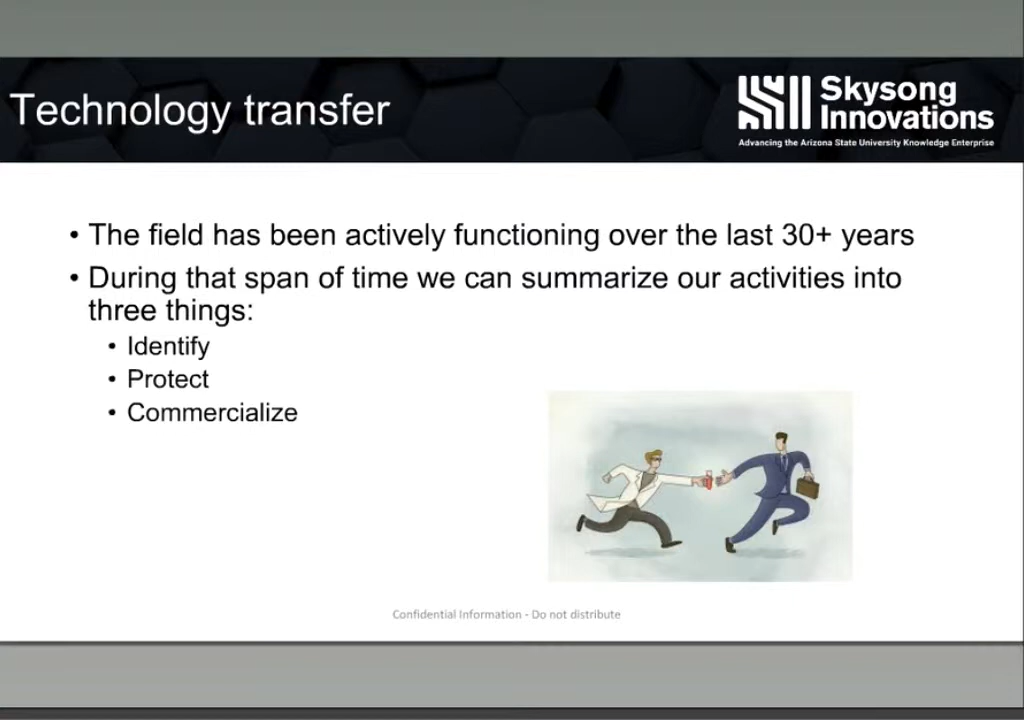 Technology transfer
Skysong
Innovations
Advancing the Arizona State University Knowledge Enterprise
• The field has been actively functioning over the last 30+ years
• During that span of time we can summarize our activities into
three things:
• Identify
• Protect
• Commercialize
Confidential Information - Do not distribute